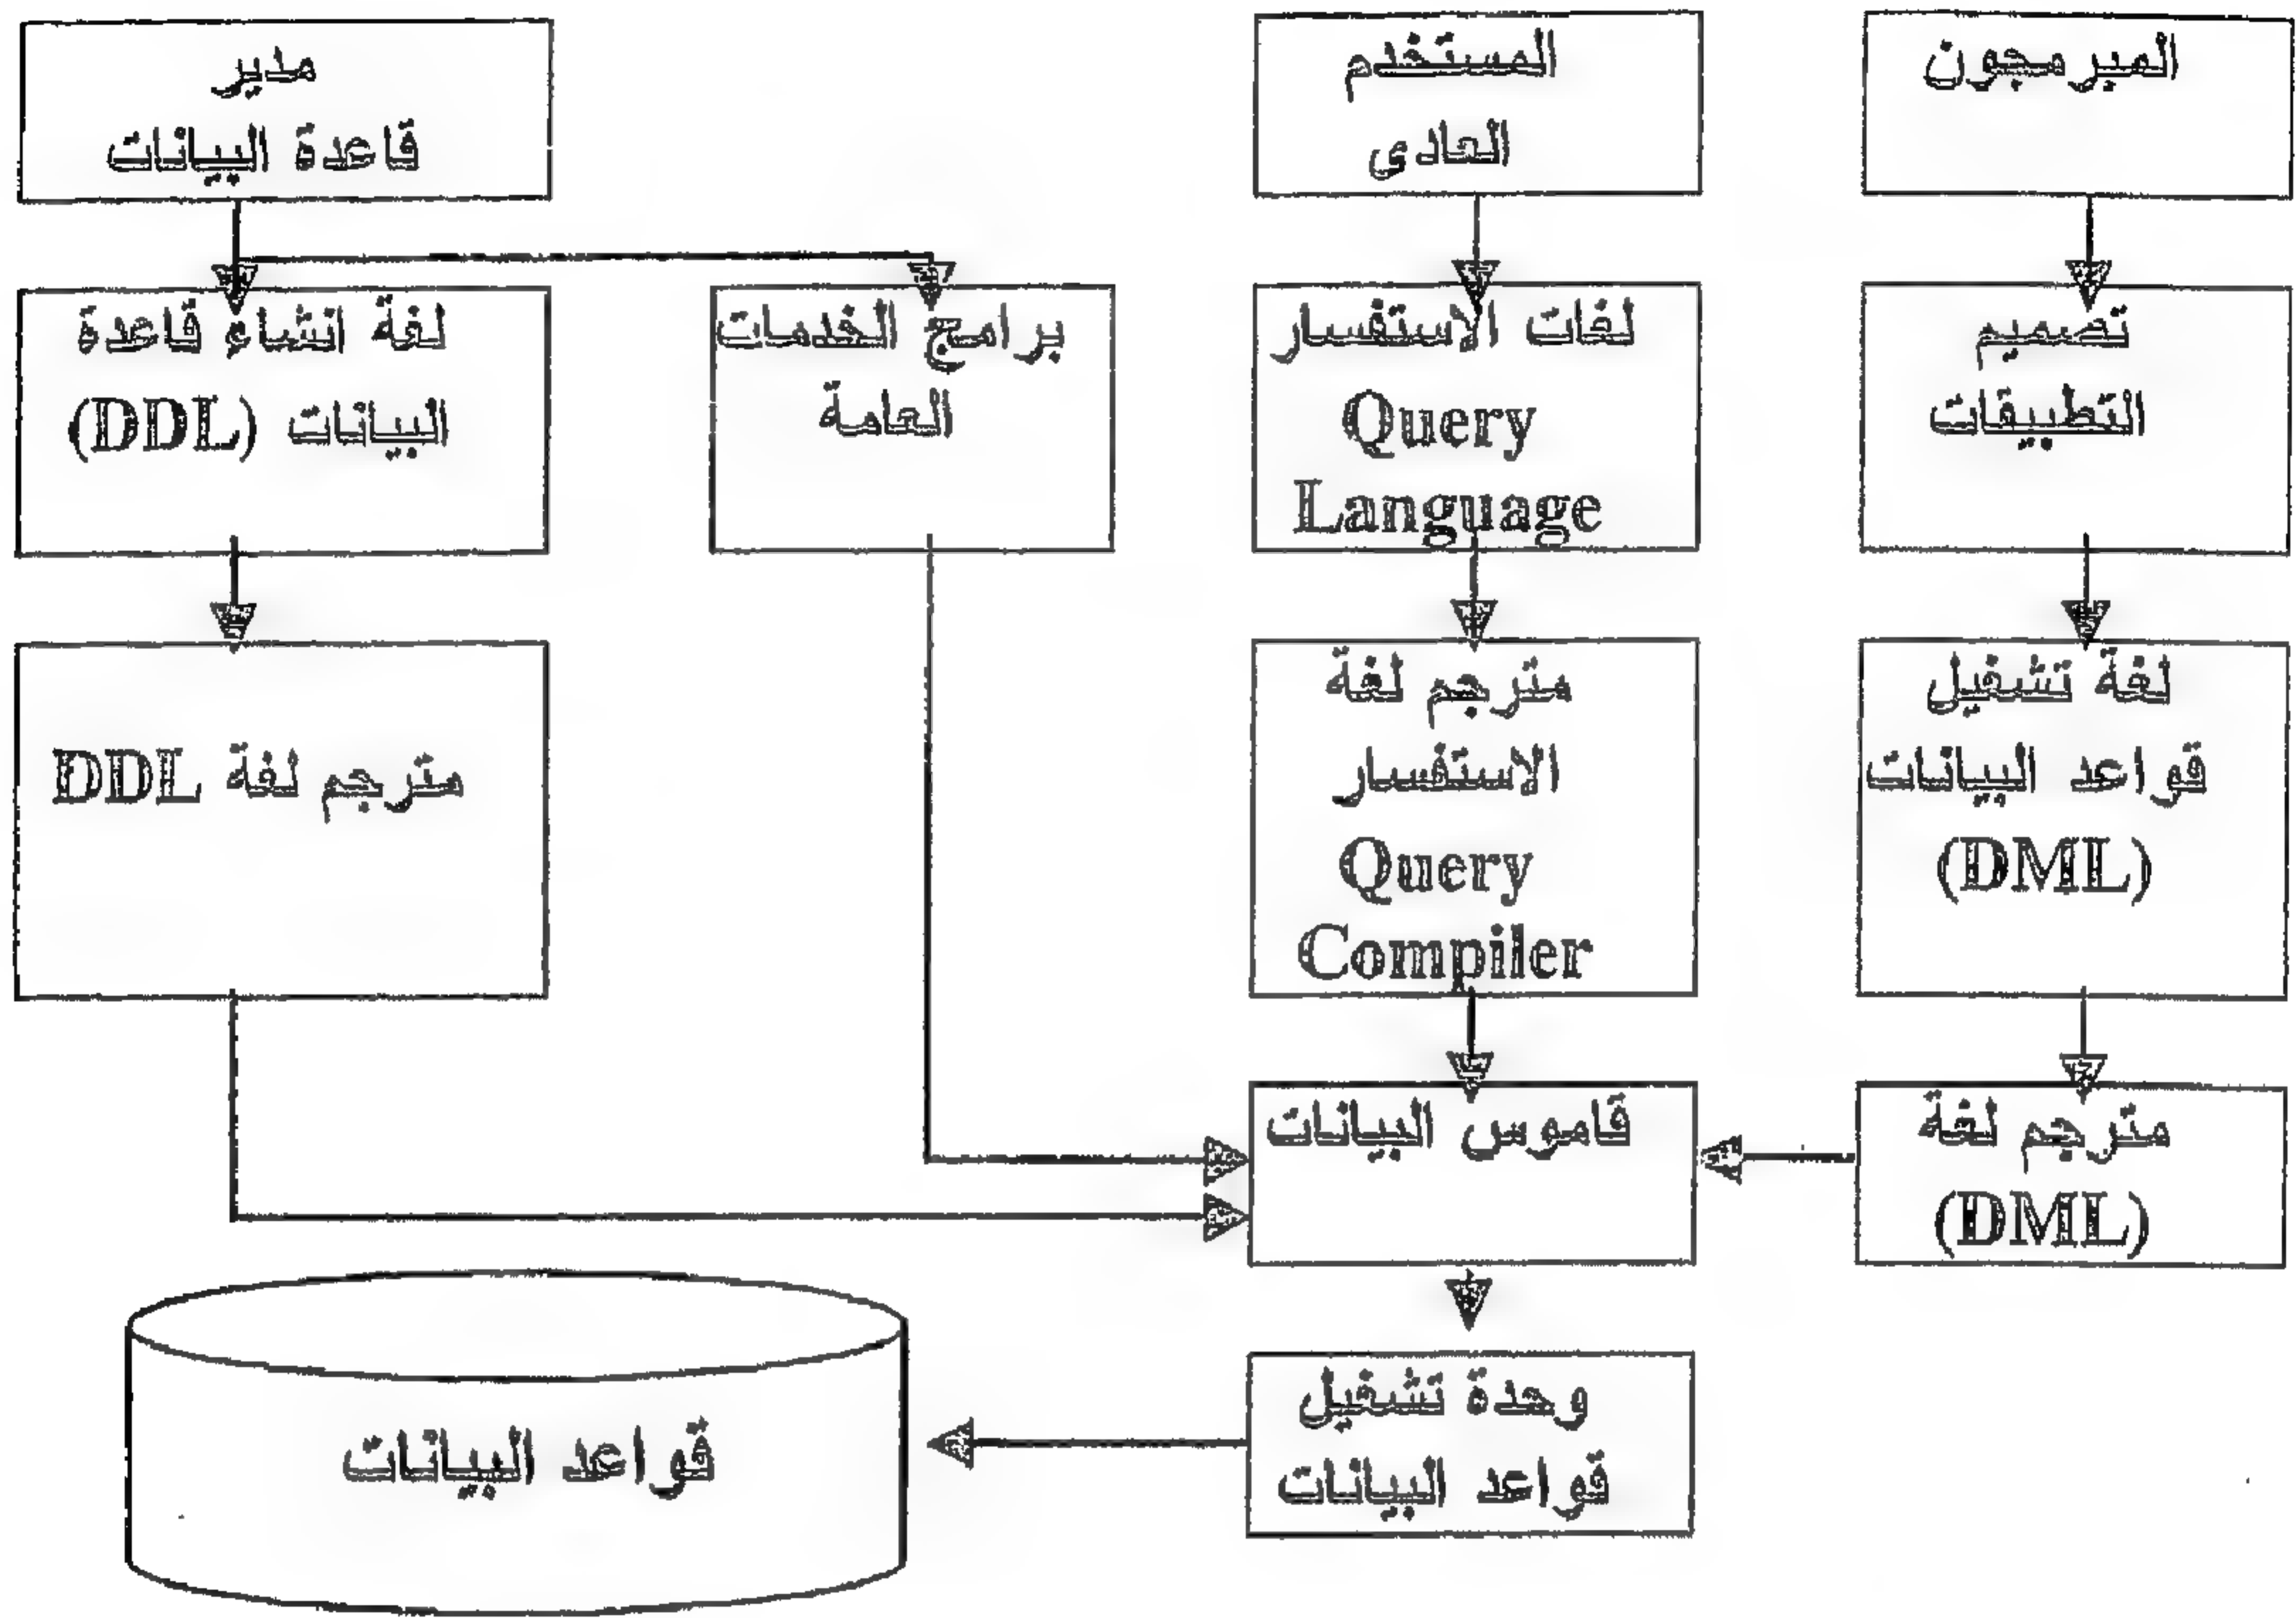 المبرمجون
المستخدم
العادى
مدير
قاعدة البيانات
تصميم
التطبيقات
لغات الاستفسار
Query
Language
برامج الخدمات
العامة
لغة انشاء قاعدة
البيانات (DDL)
لغة تشغيل
قواعد البيانات
(DML)
مترجم لغة
الاستفسار
Query
Compiler
مترجم لغة DDL
مترجم لغة
(DML)
قاموس البيانات
وحدة تشغيل
قواعد البيانات
قواعد البيانات